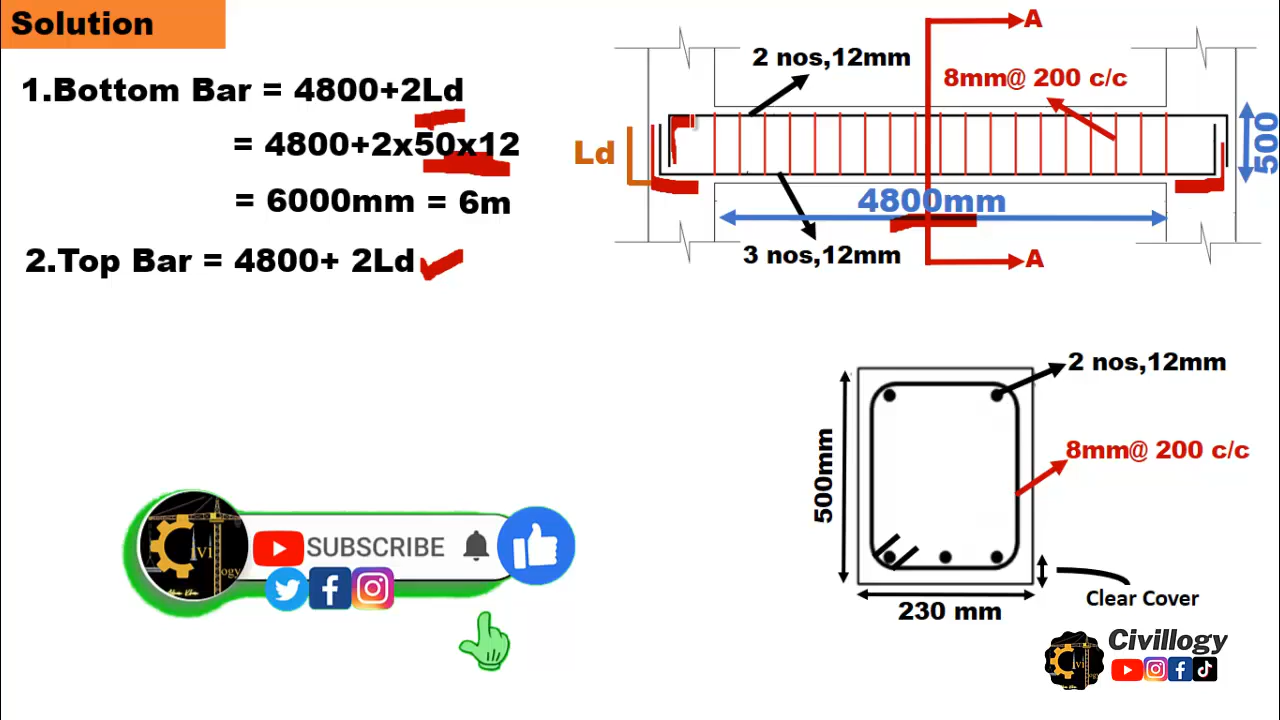 Solution
1.Bottom Bar = 4800+2Ld
= 4800+2x50x12
= 6000mm = 6m
2.Top Bar = 4800+ 2Ld
A
2 nos,12mm
8mm@ 200 c/c
Ld
500
4800mm
3 nos,12mm
A
2 nos,12mm
500mm
8mm@ 200 c/c
230 mm
Clear Cover
SUBSCRIBE
Civillogy